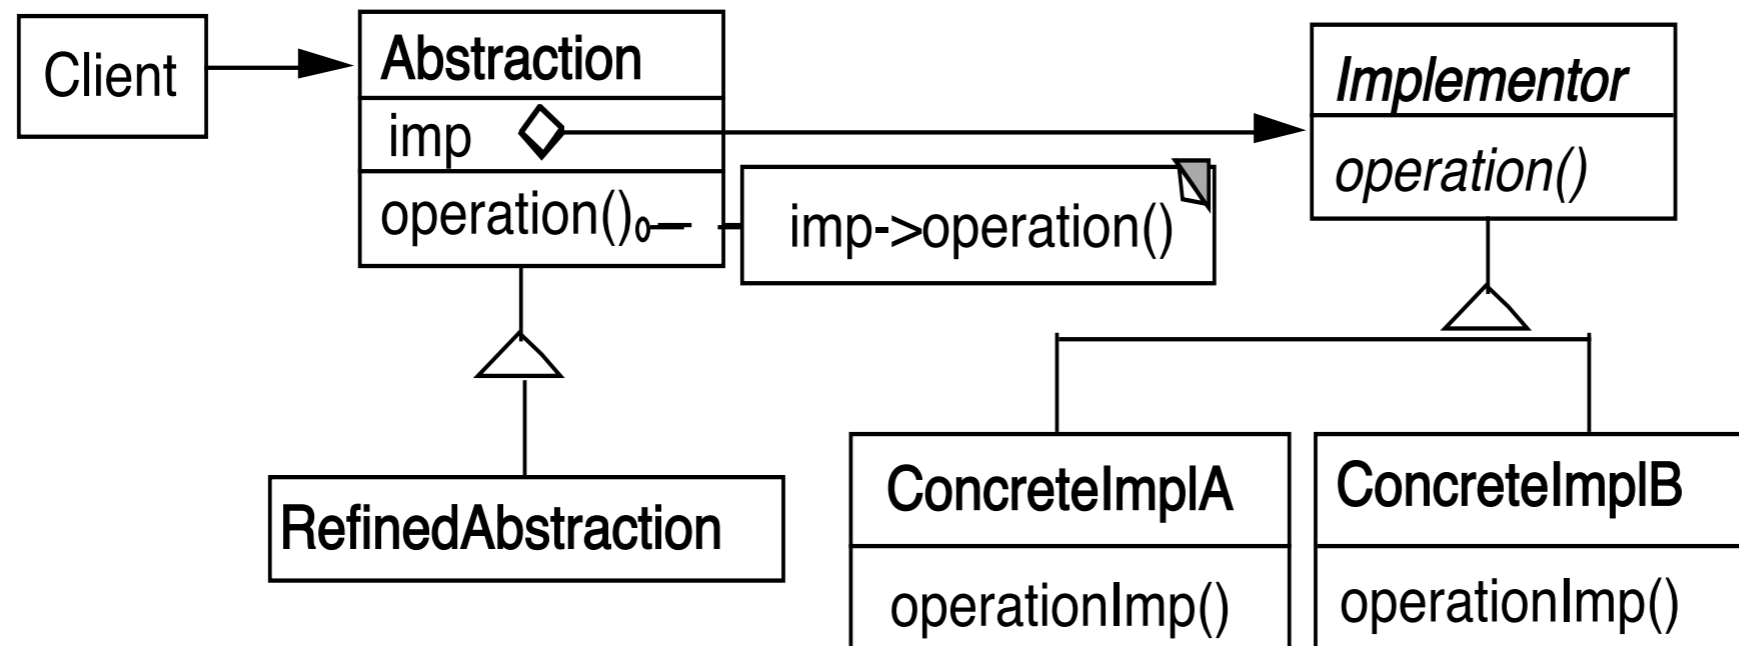 Client
Abstraction
imp
operation()
imp->operation()
Implementor
operation()
RefinedAbstraction
ConcreteImplA
operationImp()
ConcreteImplB
operationImp()